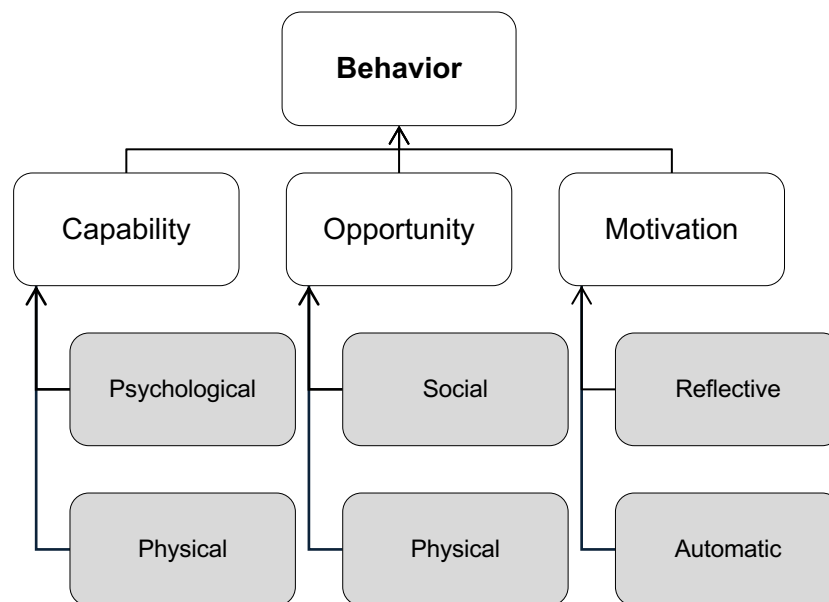 Behavior
Capability
Opportunity
Motivation
Psychological
Social
Reflective
Physical
Physical
Automatic